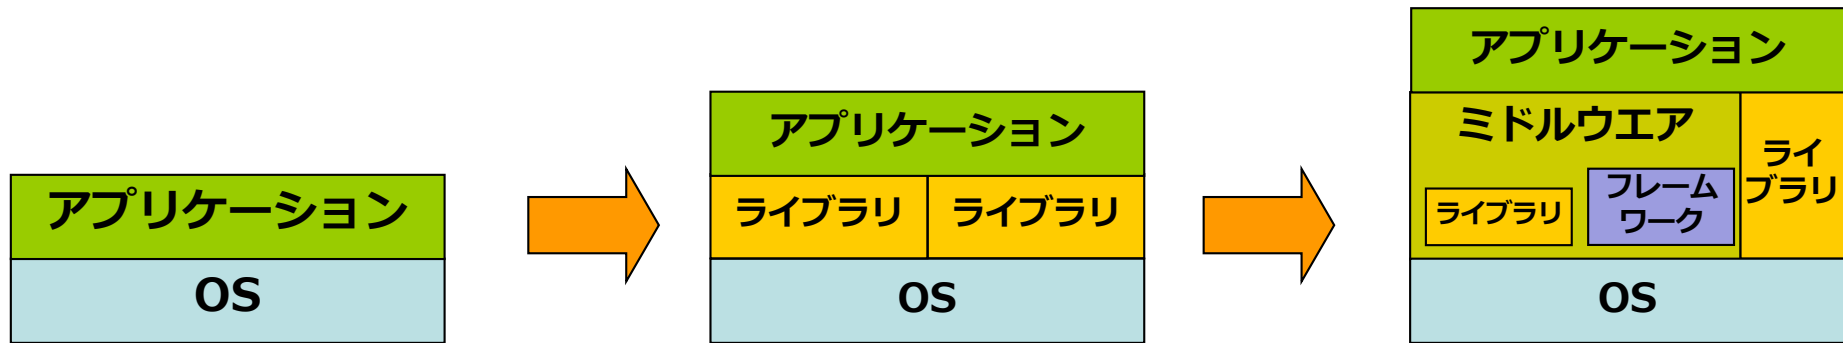 アプリケーション
OS
アプリケーション
ライブラリ
ライブラリ
OS
アプリケーション
ミドルウエア
ライブラリ
フレーム
ワーク
ライ
ブラリ
OS